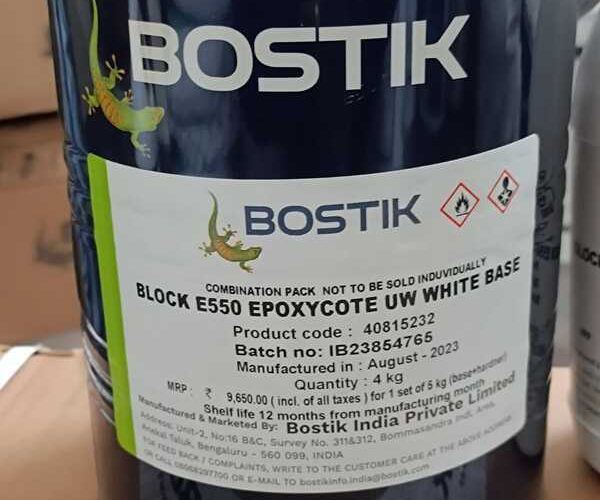 BOSTIK
BOSTIK
COMBINATION PACK NOT TO BE SOLD INDUVIDUALLY
BLOCK E550 EPOXYCOTE UW WHITE BASE
Product code : 40815232
Batch no: IB23854765
Manufactured in : August - 2023
Quantity : 4 kg
MRP : ₹ 9,650.00 ( incl. of all taxes ) for 1 set of 5 kg (base+hardner)
Shelf life 12 months from manufacturing month
Manufactured & Marketed By: Bostik India Private Limited
Address: Unit-2, No:16 B&C, Survey No. 311&312, Bommasandra Indl. Area,
Anekal Taluk, Bengaluru - 560 099, INDIA
FOR FEED BACK / COMPLAINTS, WRITE TO THE CUSTOMER CARE AT THE ABOVE ADDRESS
OR CALL 08068297700 OR E-MAIL TO bostikinfo.india@bostik.com
BLOC